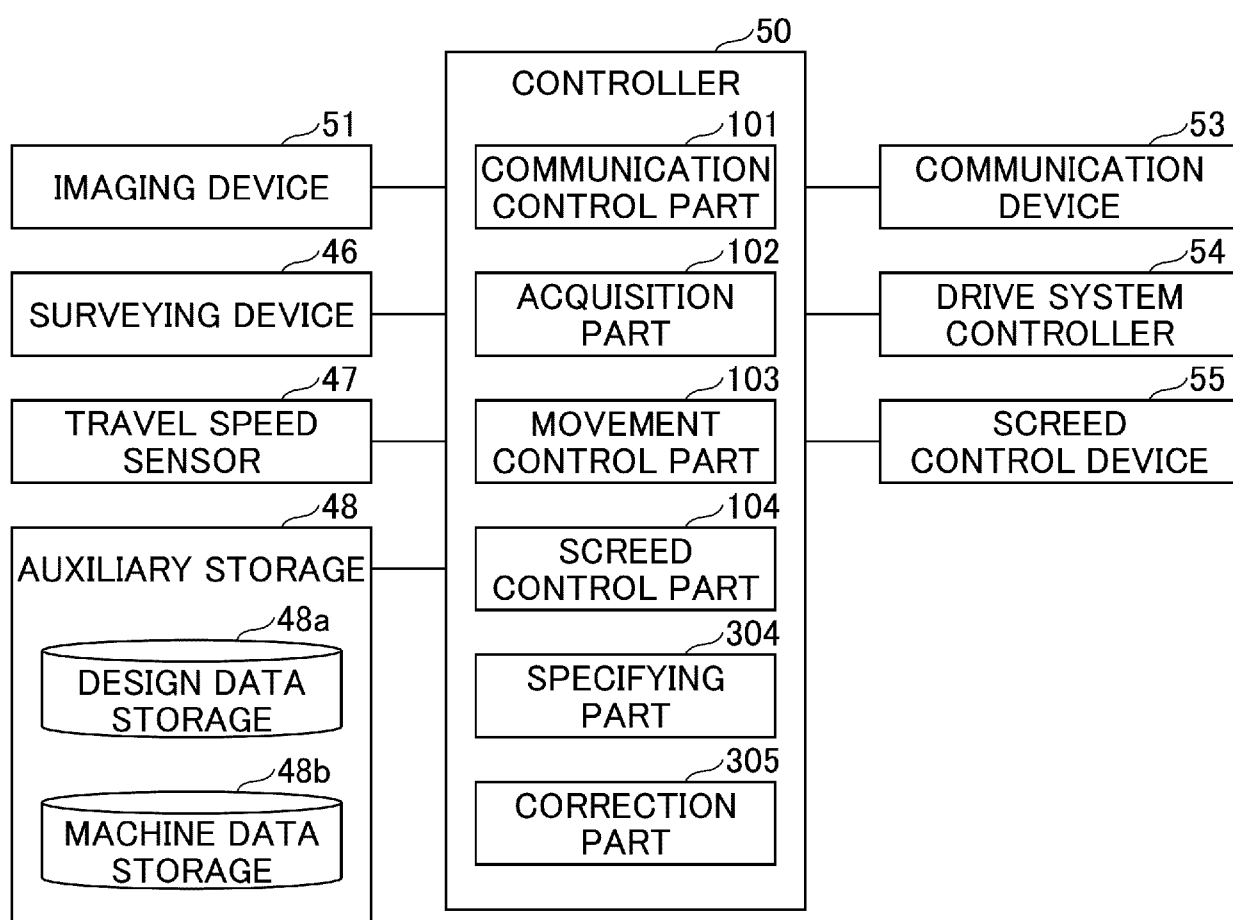 50
CONTROLLER
51
IMAGING DEVICE
46
SURVEYING DEVICE
47
TRAVEL SPEED
SENSOR
48
AUXILIARY STORAGE
48a
DESIGN DATA
STORAGE
48b
MACHINE DATA
STORAGE
101
COMMUNICATION
CONTROL PART
102
ACQUISITION
PART
103
MOVEMENT
CONTROL PART
104
SCREED
CONTROL PART
304
SPECIFYING
PART
305
CORRECTION
PART
53
COMMUNICATION
DEVICE
54
DRIVE SYSTEM
CONTROLLER
55
SCREED
CONTROL DEVICE